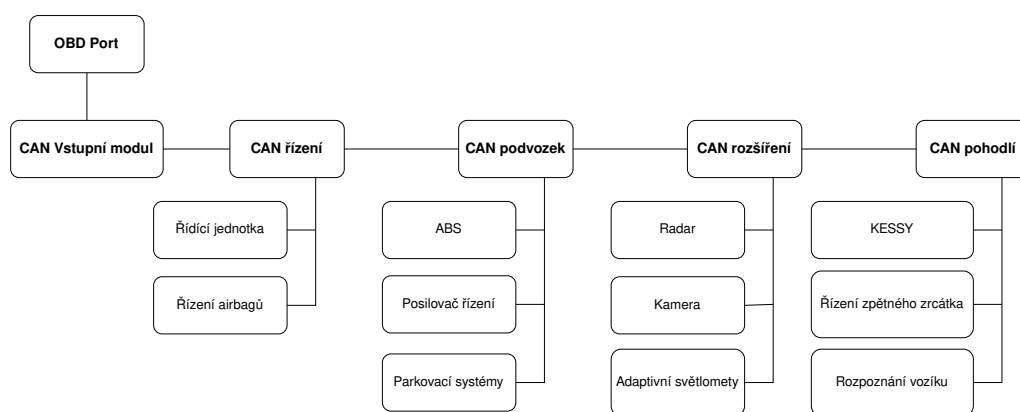 OBD Port
CAN Vstupní modul
CAN řízení
CAN podvozek
CAN rozšíření
CAN pohodlí
Řídící jednotka
ABS
Radar
KESSY
Řízení airbagů
Posilovač řízení
Kamera
Řízení zpětného zrcátka
Parkovací systémy
Adaptivní světlomety
Rozpoznání vozíku